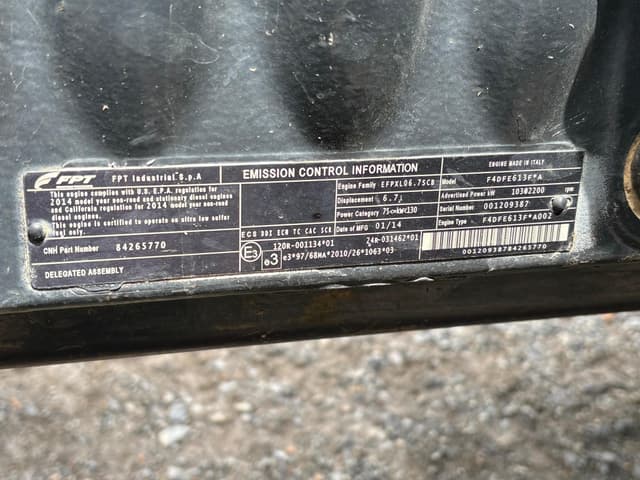 FPT FPT Industrial S.p.A
EMISSION CONTROL INFORMATION
ENGINE MADE IN ITALY
This engine complies with U.S. E.P.A. regulation for
2014 model year non-road and stationary diesel engines
and California regulation for 2014 model year non-road
diesel engines.
This engine is certified to operate on ultra low sulfur
Engine Family EFPXL06.7SCB
Displacement 6.7l
Power Category 75<kW<130
Date of MFG 01/14
Model F4DFE613F*A
Advertised Power kW 103@2200 rpm
Serial Number 001209387
Engine Type F4DFE613F*A002
ECS DDI ECM TC CAC SCR
CNH Part Number 84265770
DELEGATED ASSEMBLY
E3 120R-001134*01 24R-031462*01
e3 e3*97/68NA*2010/26*1063*03
00120938784265770